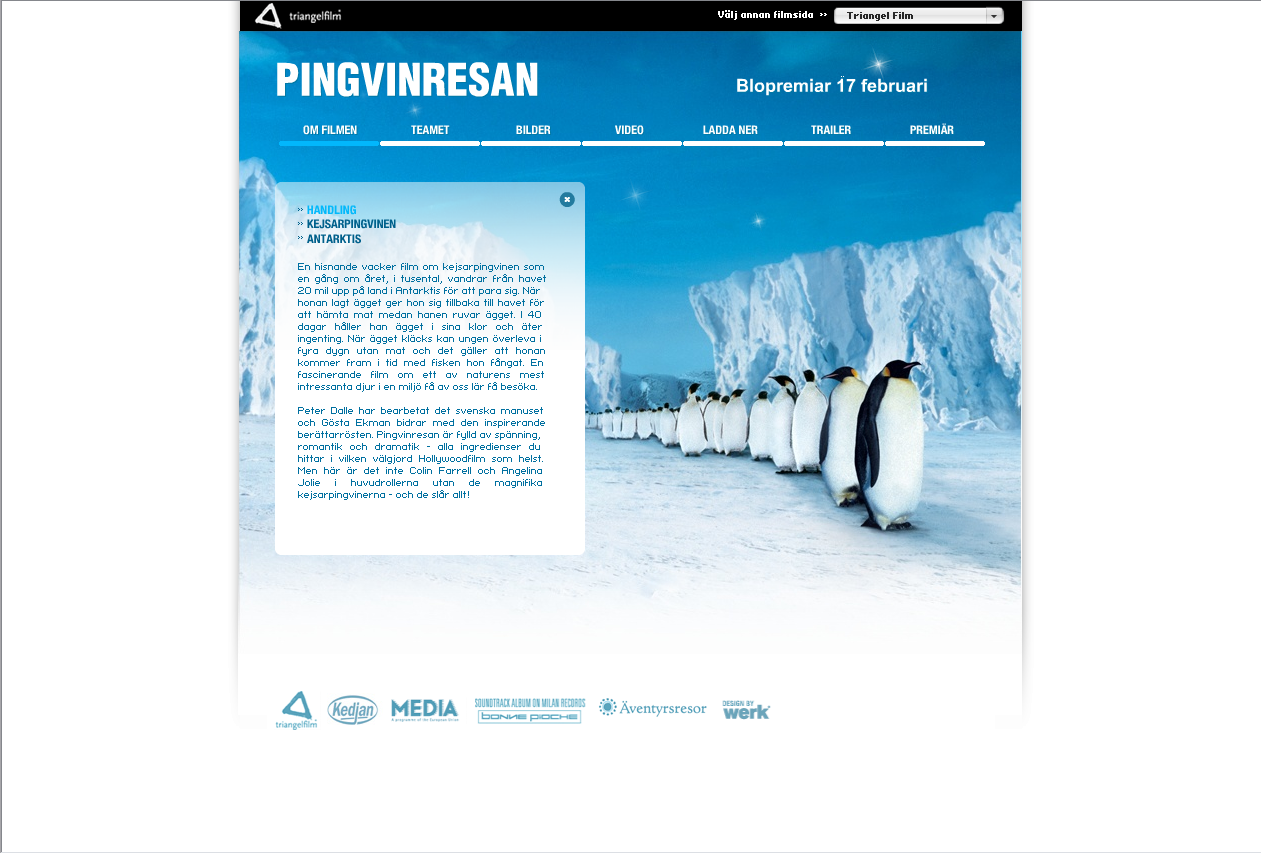 triangelfilm
Välj annan filmsida
Triangel Film
PINGVINRESAN
Biopremiar 17 februari
OM FILMEN
TEAMET
BILDER
VIDEO
LADDA NER
TRAILER
PREMIÄR
HANDLING
KEJSARPINGVINEN
ANTARKTIS
En hisnande vacker film om kejsarpingvinen som
en gång om året, i tusental, vandrar från havet
20 mil upp på land i Antarktis för att para sig. När
honan lagt ägget ger hon sig tillbaka till havet för
att hämta mat medan hanen ruvar ägget. I 40
dagar håller han ägget i sina klor och äter
ingenting. När ägget kläcks kan ungen överleva i
fyra dygn utan mat och det gäller att honan
kommer fram i tid med fisken hon fångat. En
fascinerande film om ett av naturens mest
intressanta djur i en miljö få av oss lär få besöka.
Peter Dalle har bearbetat det svenska manuset
och Gösta Ekman bidrar med den inspirerande
berättarrösten. Pingvinresan är fylld av spänning,
romantik och dramatik - alla ingredienser du
hittar i vilken välgjord Hollywoodfilm som helst.
Men här är det inte Colin Farrell och Angelina
Jolie i huvudrollerna utan de magnifika
kejsarpingvinerna - och de slår allt!
triangelfilm
Kedjan
MEDIA
A programme of the European Union
SOUNDTRACK ALBUM ON MILAN RECORDS
BONNE PIOCHE
Äventyrsresor
DESIGN BY
werk